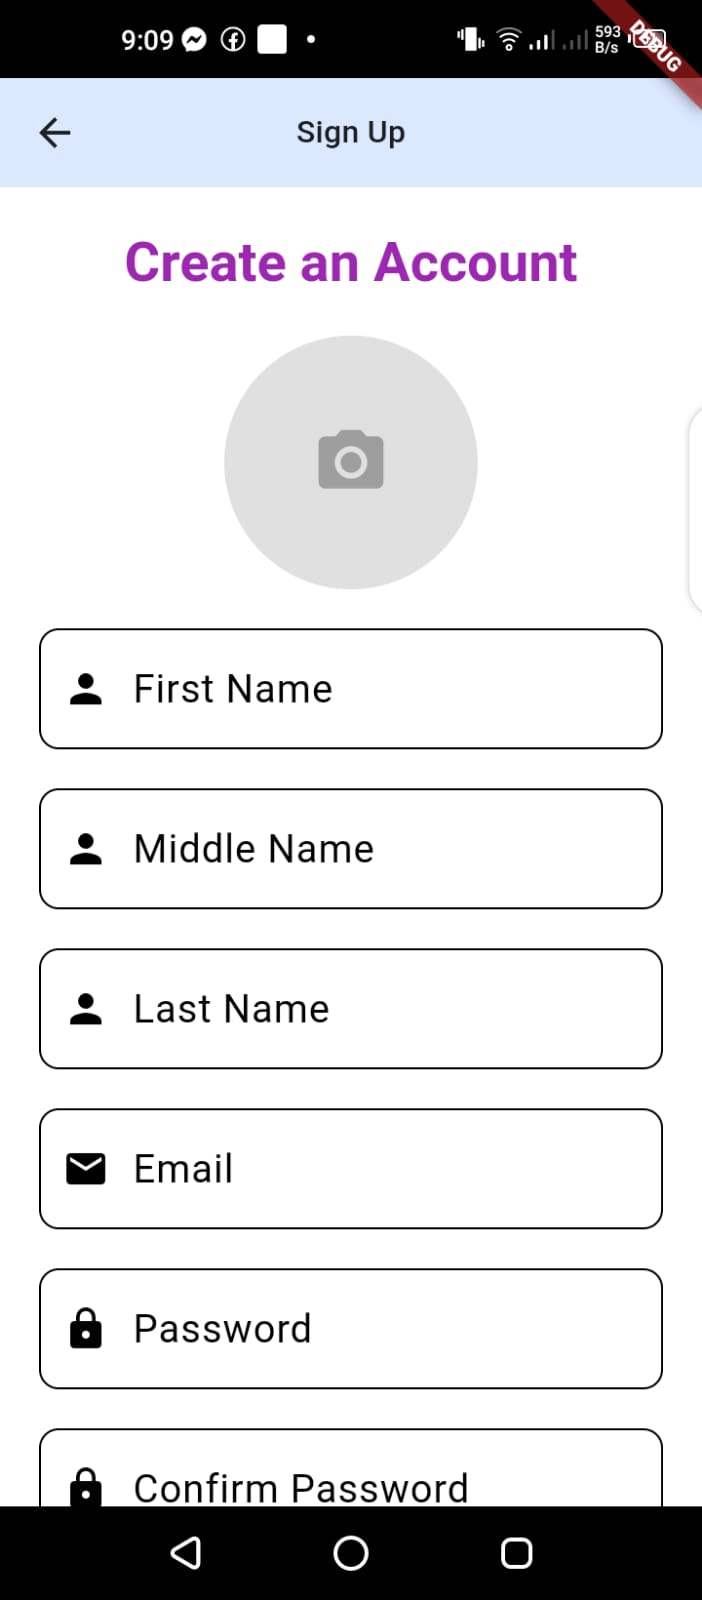 9:09
593
B/s
DEBUG
Sign Up
Create an Account
First Name
Middle Name
Last Name
Email
Password
Confirm Password